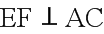 EF ⊥ AC